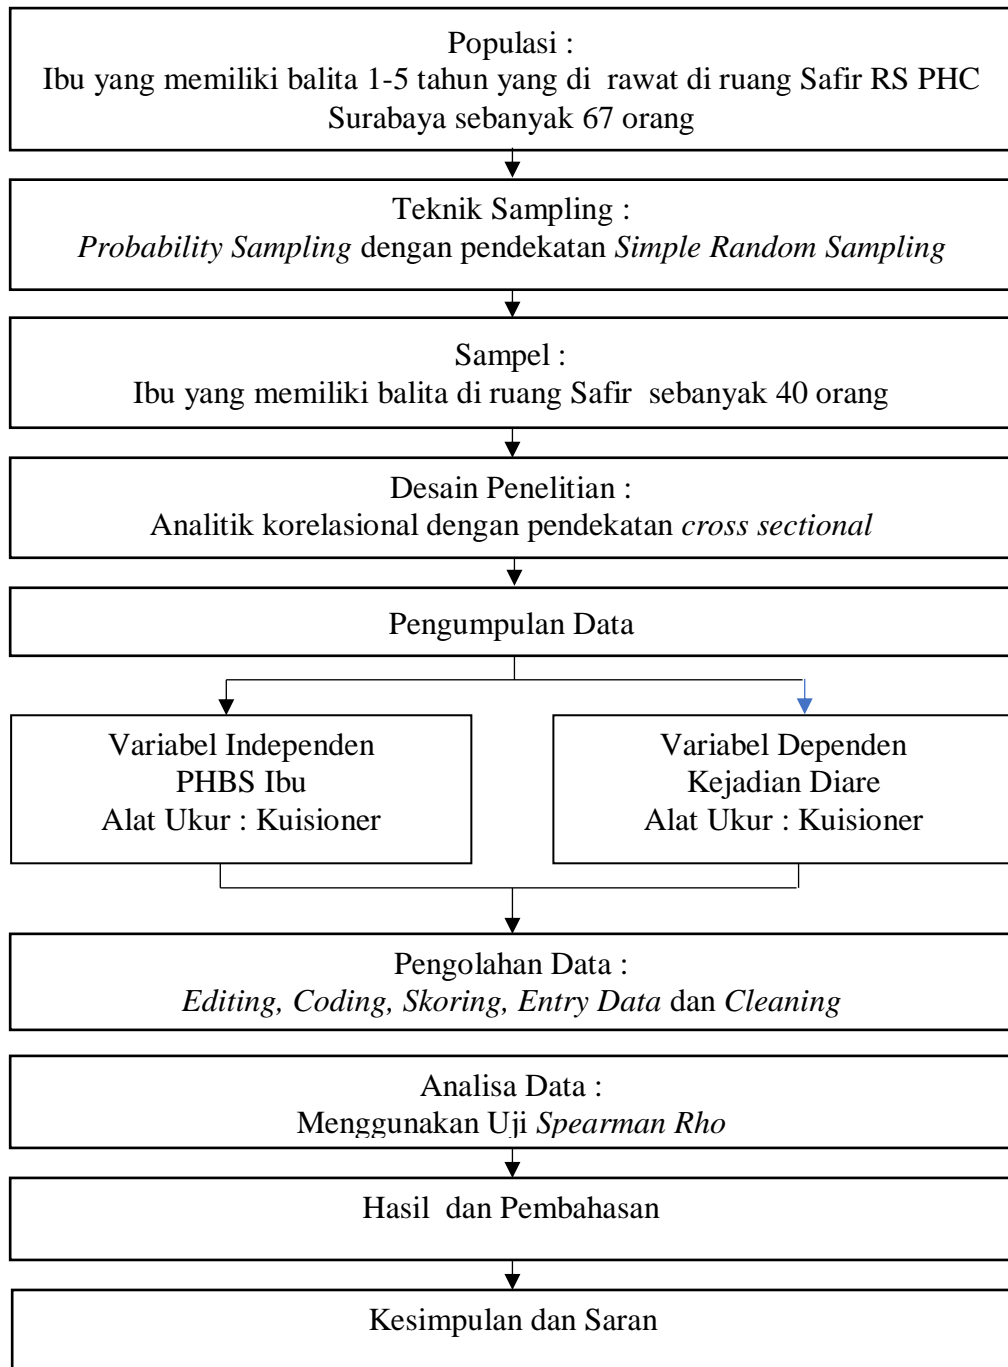 Populasi :
Ibu yang memiliki balita 1-5 tahun yang di rawat di ruang Safir RS PHC
Surabaya sebanyak 67 orang
Teknik Sampling :
Probability Sampling dengan pendekatan Simple Random Sampling
Sampel :
Ibu yang memiliki balita di ruang Safir sebanyak 40 orang
Desain Penelitian :
Analitik korelasional dengan pendekatan cross sectional
Pengumpulan Data
Variabel Independen
PHBS Ibu
Alat Ukur : Kuisioner
Variabel Dependen
Kejadian Diare
Alat Ukur : Kuisioner
Pengolahan Data :
Editing, Coding, Skoring, Entry Data dan Cleaning
Analisa Data :
Menggunakan Uji Spearman Rho
Hasil dan Pembahasan
Kesimpulan dan Saran